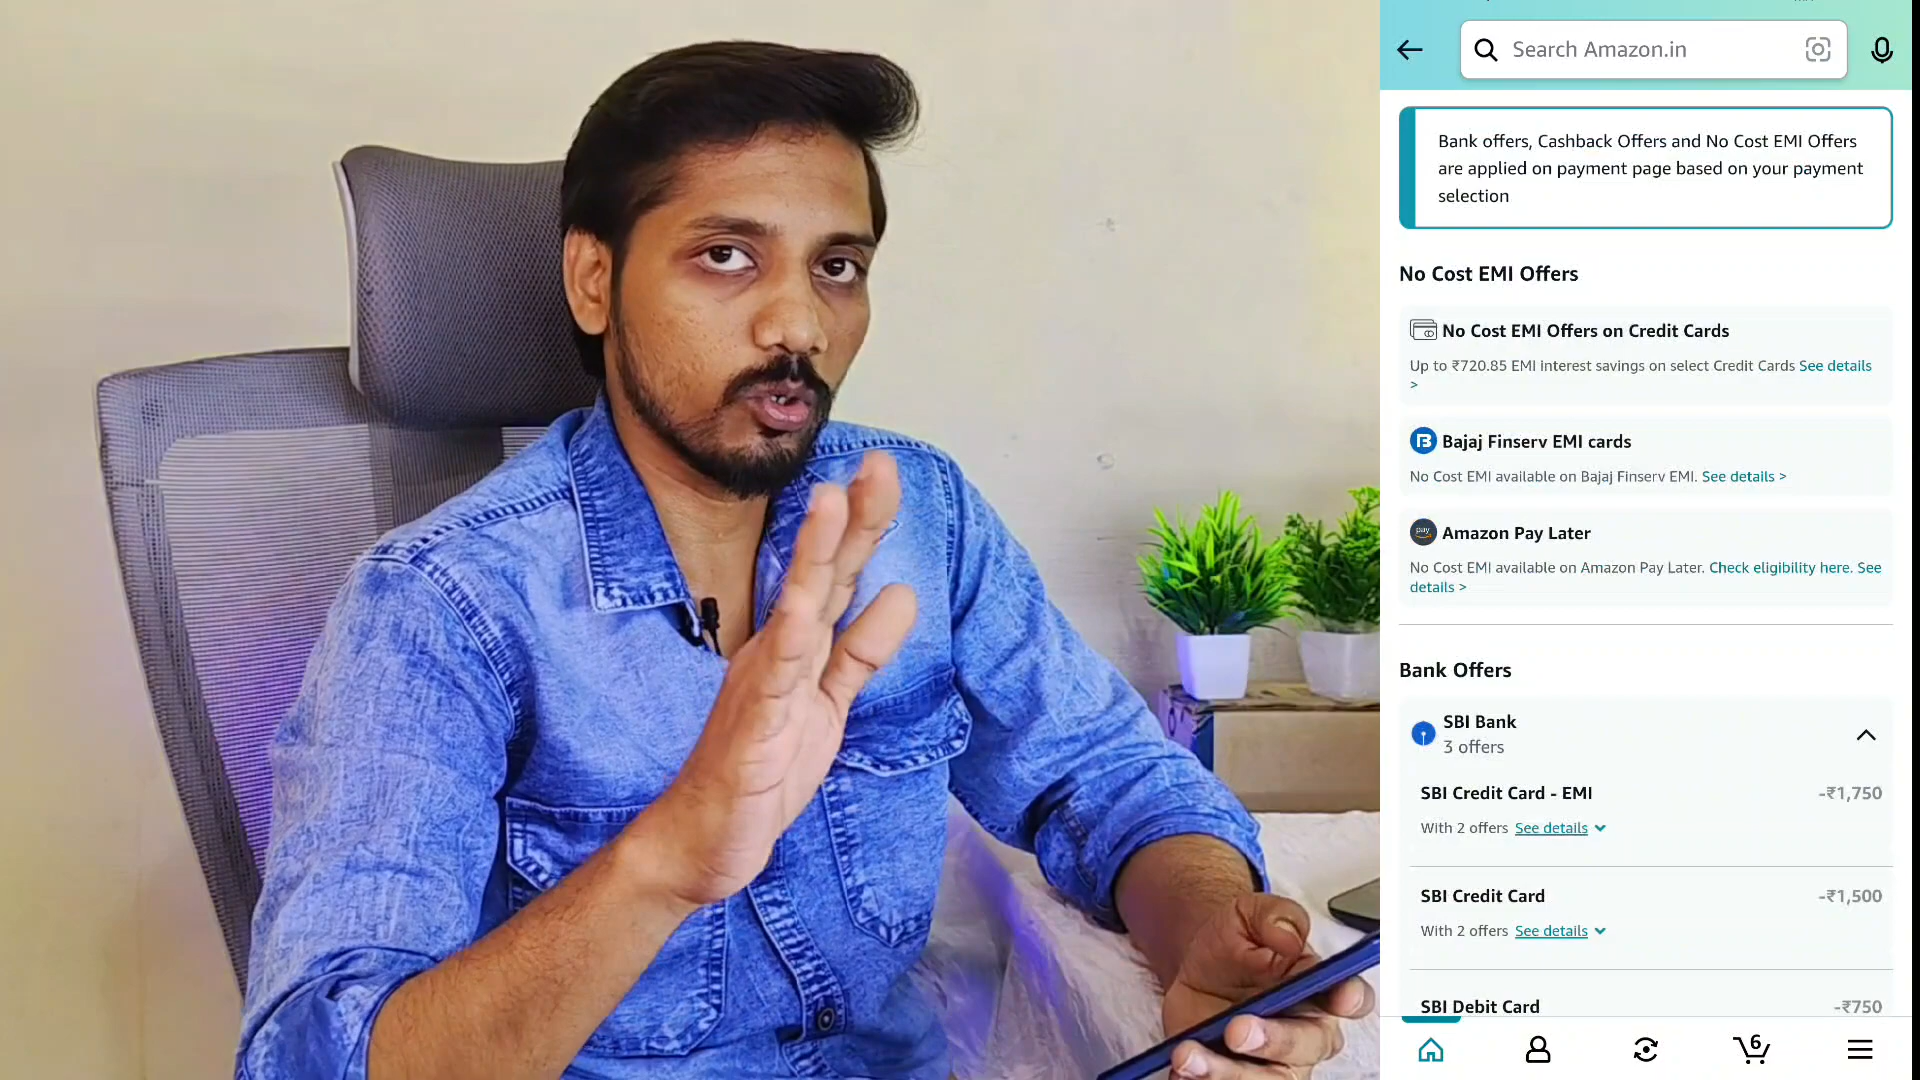 Search Amazon.in
Bank offers, Cashback Offers and No Cost EMI Offers
are applied on payment page based on your payment
selection
No Cost EMI Offers
No Cost EMI Offers on Credit Cards
Up to ₹720.85 EMI interest savings on select Credit Cards See details
>
B Bajaj Finserv EMI cards
No Cost EMI available on Bajaj Finserv EMI. See details >
pay Amazon Pay Later
No Cost EMI available on Amazon Pay Later. Check eligibility here. See
details >
Bank Offers
SBI Bank
3 offers
SBI Credit Card - EMI -₹1,750
With 2 offers See details
SBI Credit Card -₹1,500
With 2 offers See details
SBI Debit Card -₹750
6